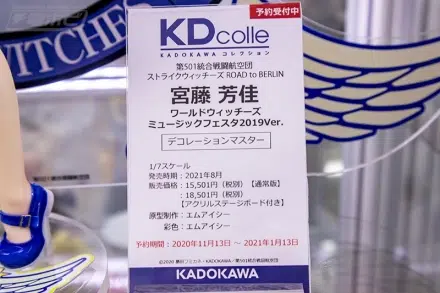 WITCHES
予約受付中
KDcolle
KADOKAWA コレクション
第501統合戦闘航空団
ストライクウィッチーズ ROAD to BERLIN
宮藤 芳佳
ワールドウィッチーズ
ミュージックフェスタ2019Ver.
デコレーションマスター
1/7スケール
発売時期：2021年8月
販売価格：15,501円（税別）【通常版】
18,501円（税別）
【アクリルステージボード付き】
原型制作：エムアイシー
彩色：エムアイシー
予約期間：2020年11月13日 ～ 2021年1月13日
©2020 島田フミカネ・KADOKAWA／第501統合戦闘航空団
KADOKAWA